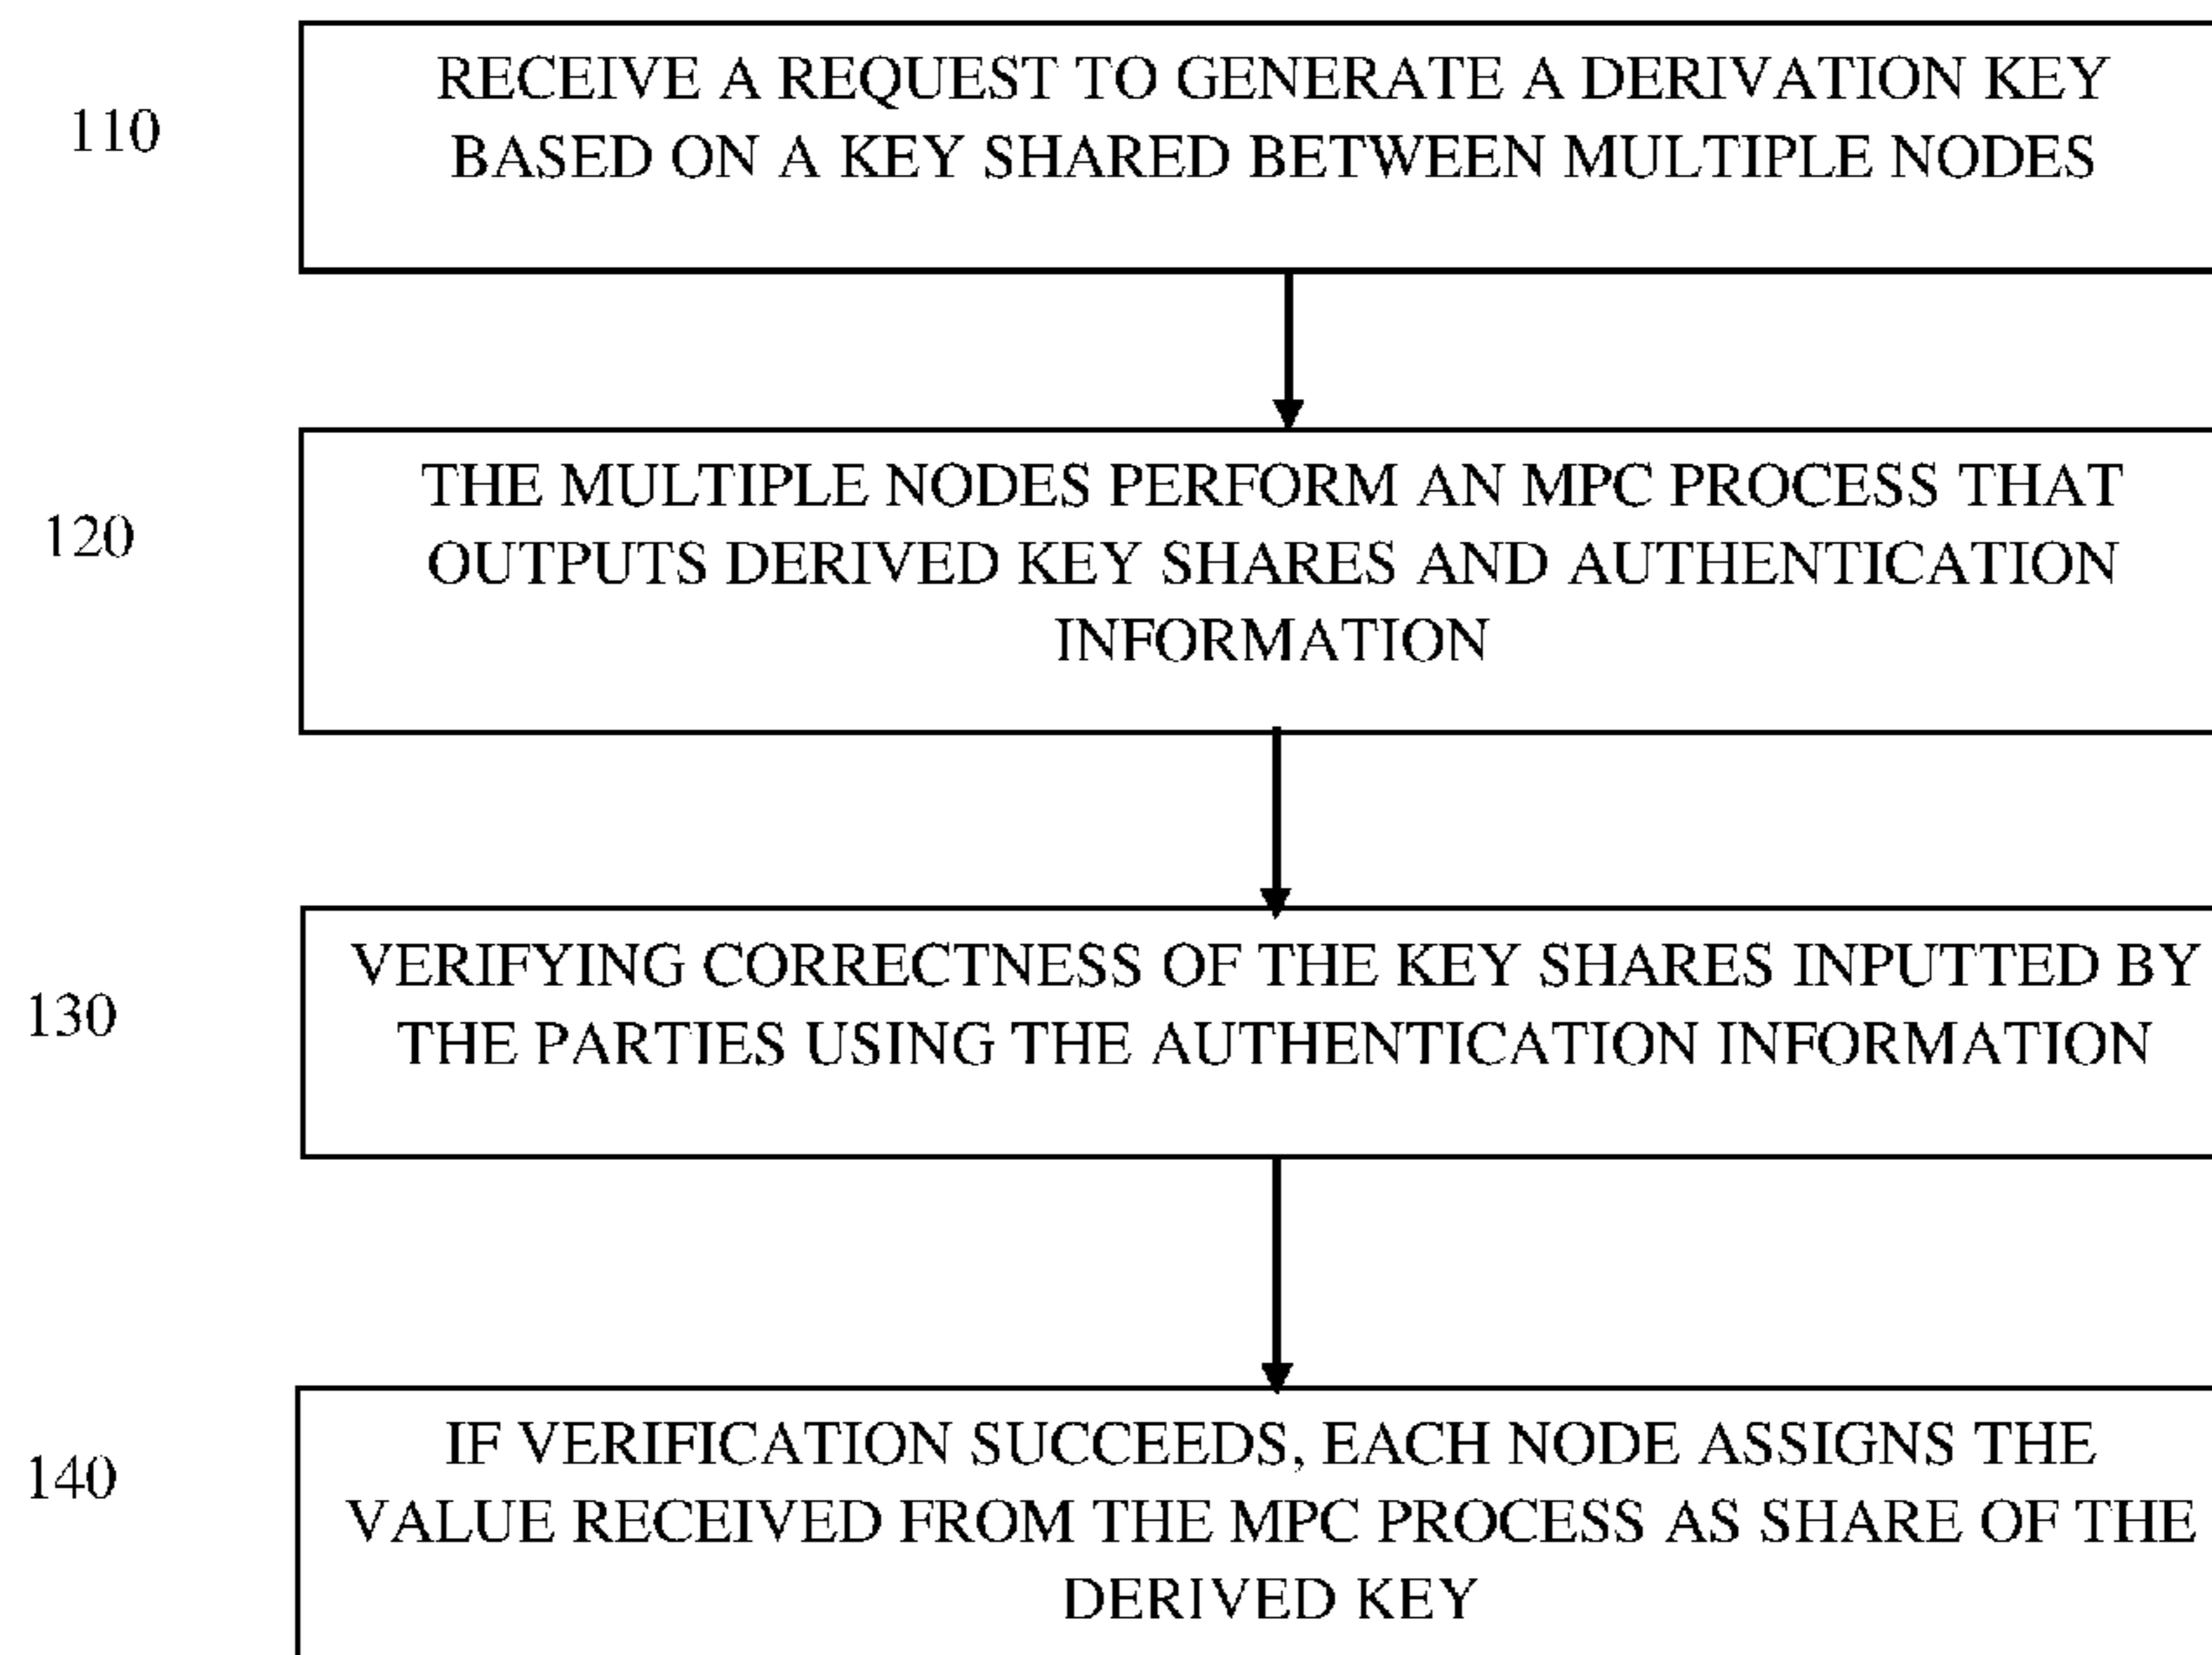 110
RECEIVE A REQUEST TO GENERATE A DERIVATION KEY
BASED ON A KEY SHARED BETWEEN MULTIPLE NODES
120
THE MULTIPLE NODES PERFORM AN MPC PROCESS THAT
OUTPUTS DERIVED KEY SHARES AND AUTHENTICATION
INFORMATION
130
VERIFYING CORRECTNESS OF THE KEY SHARES INPUTTED BY
THE PARTIES USING THE AUTHENTICATION INFORMATION
140
IF VERIFICATION SUCCEEDS, EACH NODE ASSIGNS THE
VALUE RECEIVED FROM THE MPC PROCESS AS SHARE OF THE
DERIVED KEY